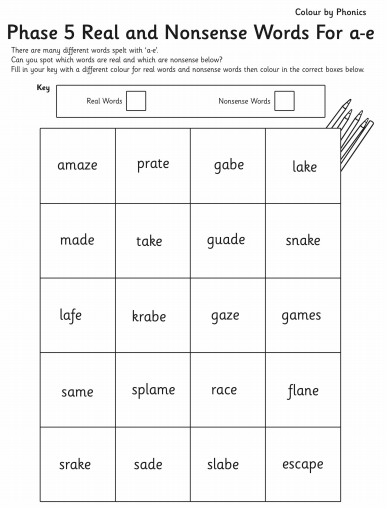 Colour by Phonics
Phase 5 Real and Nonsense Words For a-e
There are many different words spelt with 'a-e'.
Can you spot which words are real and which are nonsense below?
Fill in your key with a different colour for real words and nonsense words then colour in the correct boxes below.
Key
Real Words Nonsense Words
amaze prate gabe lake
made take guade snake
lafe krabe gaze games
same splame race flane
srake sade slabe escape